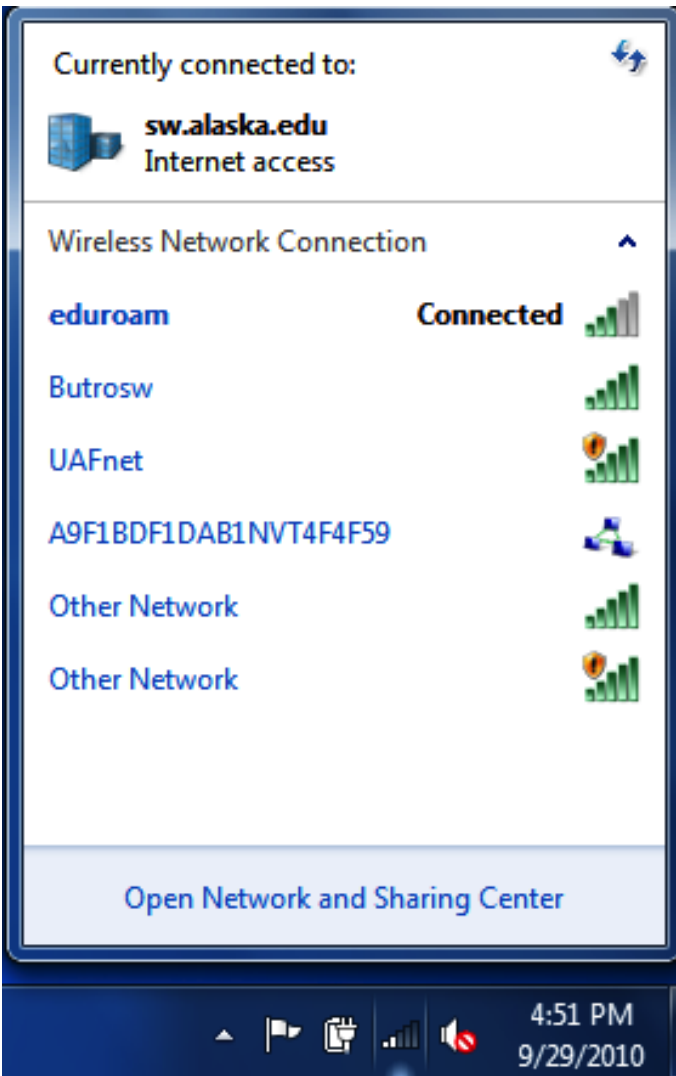 Currently connected to:
sw.alaska.edu
Internet access
Wireless Network Connection
eduroam Connected
Butrosw
UAFnet
A9F1BDF1DAB1NVT4F4F59
Other Network
Other Network
Open Network and Sharing Center
4:51 PM
9/29/2010